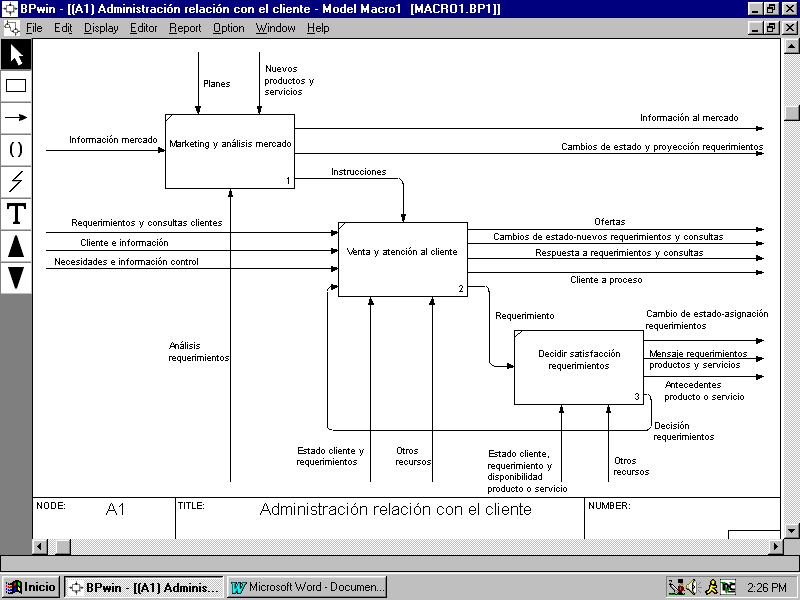 BPwin - [(A1) Administración relación con el cliente - Model Macro1 [MACRO1.BP1]]
File Edit Display Editor Report Option Window Help
Planes
Nuevos
productos y
servicios
Información mercado
Marketing y análisis mercado
1
Información al mercado
Cambios de estado y proyección requerimientos
Instrucciones
Requerimientos y consultas clientes
Cliente e información
Necesidades e información control
Venta y atención al cliente
2
Ofertas
Cambios de estado-nuevos requerimientos y consultas
Respuesta a requerimientos y consultas
Cliente a proceso
Requerimiento
Cambio de estado-asignación
requerimientos
Análisis
requerimientos
Decidir satisfacción
requerimientos
3
Mensaje requerimientos
productos y servicios
Antecedentes
producto o servicio
Decisión
requerimientos
Estado cliente y
requerimientos
Otros
recursos
Estado cliente,
requerimiento y
disponibilidad
producto o servicio
Otros
recursos
NODE:
A1
TITLE:
Administración relación con el cliente
NUMBER:
Inicio
BPwin - [(A1) Adminis...
Microsoft Word - Documen...
2:26 PM